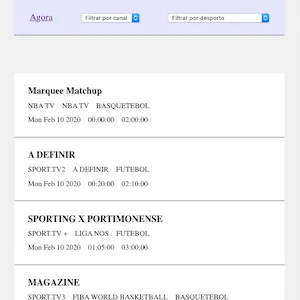 Agora Filtrar por canal Filtrar por desporto
Marquee Matchup
NBA TV NBA TV BASQUETEBOL
Mon Feb 10 2020 00:00:00 02:00:00
A DEFINIR
SPORT.TV2 A DEFINIR FUTEBOL
Mon Feb 10 2020 00:20:00 02:10:00
SPORTING X PORTIMONENSE
SPORT.TV + LIGA NOS FUTEBOL
Mon Feb 10 2020 01:05:00 03:00:00
MAGAZINE
SPORT.TV3 FIBA WORLD BASKETBALL BASQUETEBOL